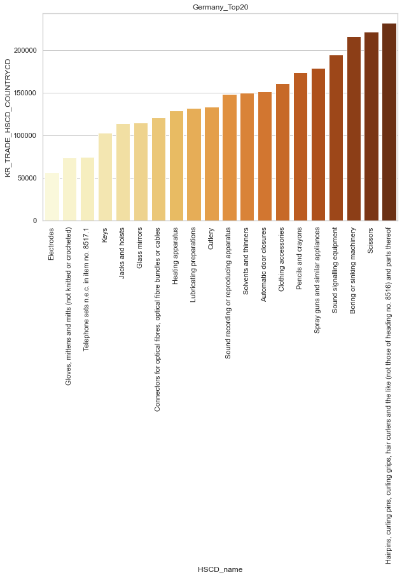 Germany_Top20
KR_TRADE_HSCD_COUNTRYCD
200000
150000
100000
50000
0
Electrodes
Gloves, mittens and mitts (not knitted or crocheted)
Telephone sets n.e.c. in item no. 8517.1
Keys
Jacks and hoists
Glass mirrors
Connectors for optical fibres, optical fibre bundles or cables
Heating apparatus
Lubricating preparations
Cutlery
Sound recording or reproducing apparatus
Solvents and thinners
Automatic door closures
Clothing accessories
Pencils and crayons
Spray guns and similar appliances
Sound signalling equipment
Boring or sinking machinery
Scissors
Hairpins, curling pins, curling grips, hair curlers and the like (not those of heading no. 8516) and parts thereof
HSCD_name